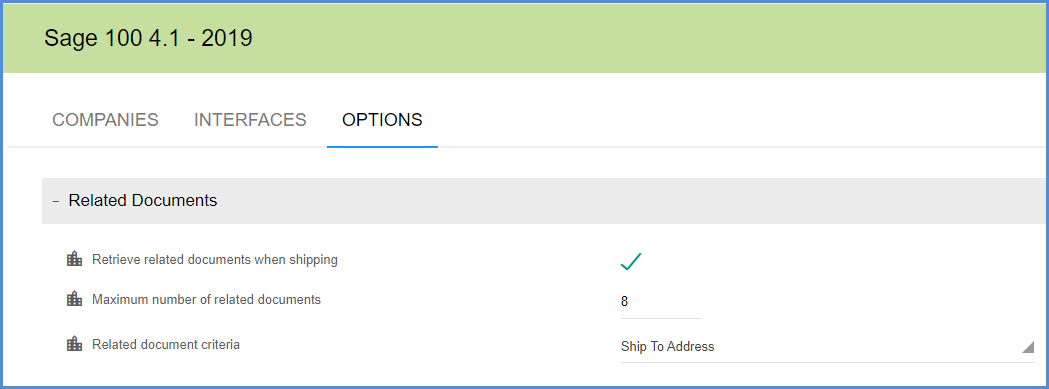 Sage 100 4.1 - 2019
COMPANIES INTERFACES OPTIONS
− Related Documents
Retrieve related documents when shipping
Maximum number of related documents 8
Related document criteria Ship To Address